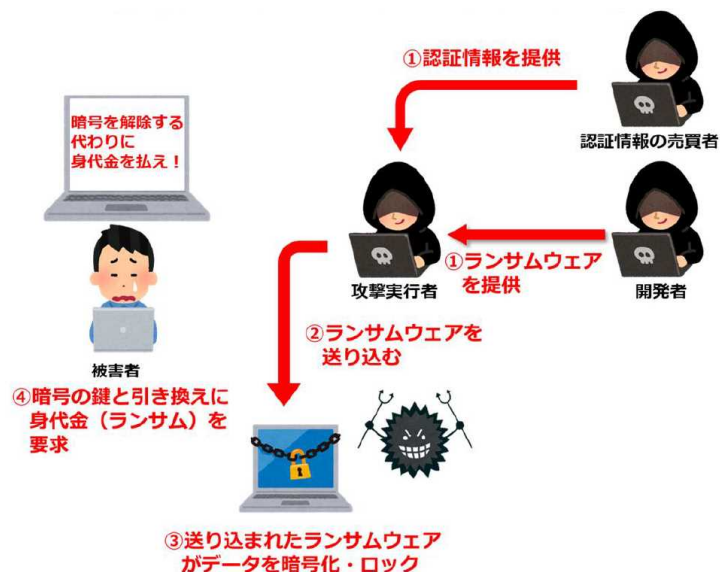 ①認証情報を提供
認証情報の売買者
暗号を解除する
代わりに
身代金を払え！
①ランサムウェア
を提供
攻撃実行者
開発者
②ランサムウェアを
送り込む
被害者
④暗号の鍵と引き換えに
身代金（ランサム）を
要求
③送り込まれたランサムウェア
がデータを暗号化・ロック